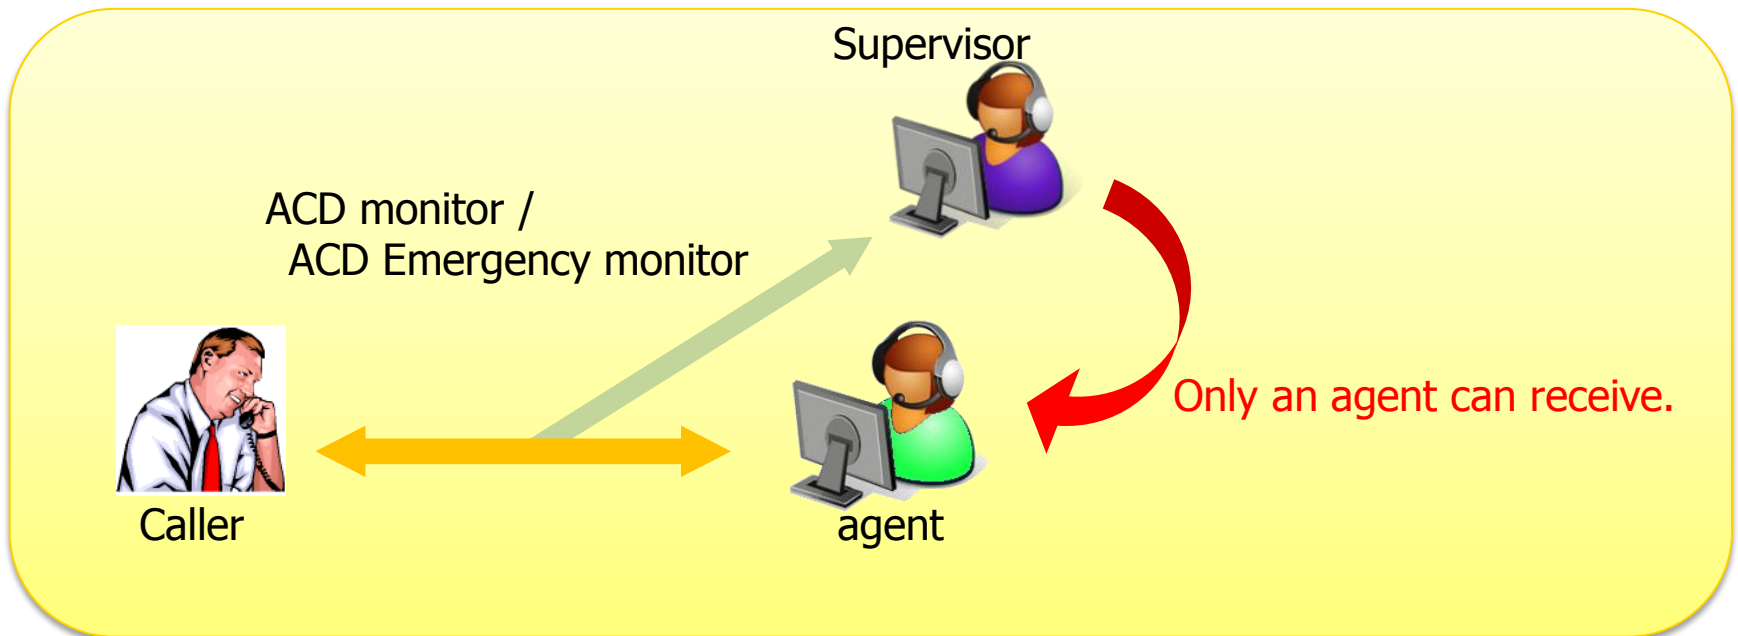 Supervisor
ACD monitor /
ACD Emergency monitor
Only an agent can receive.
Caller
agent